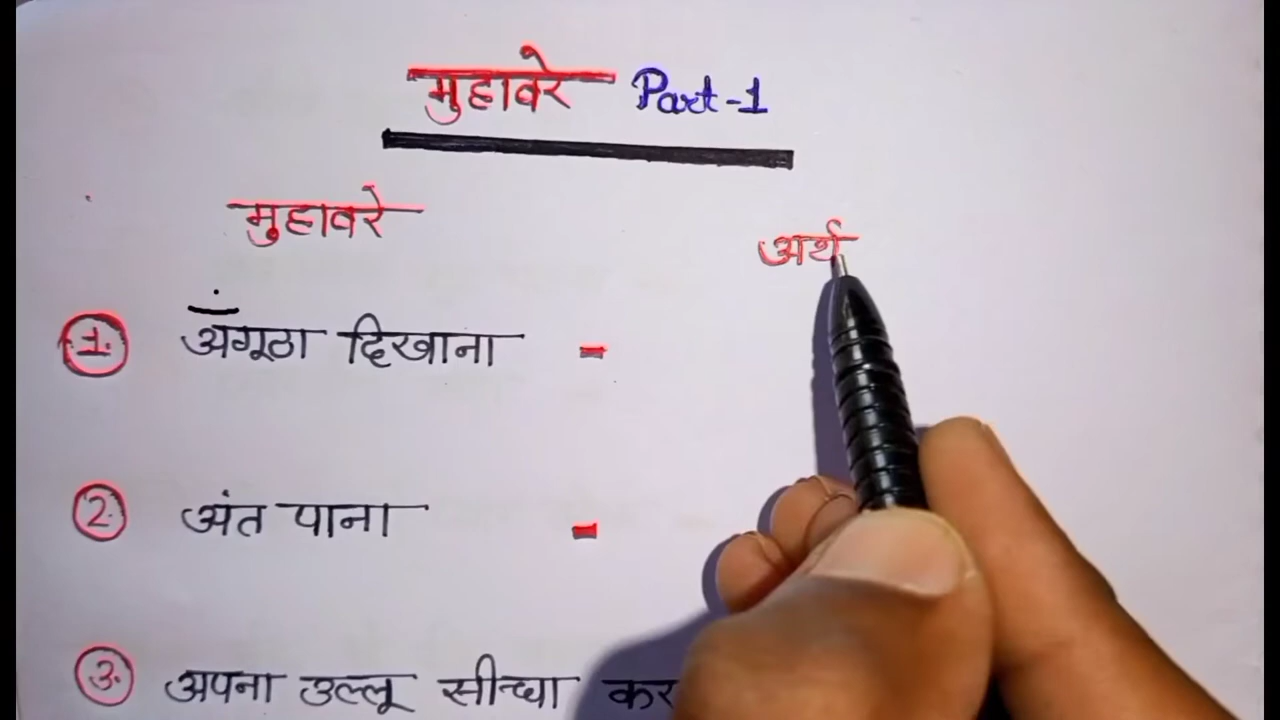 मुहावरे Part-1
मुहावरे अर्थ
1. अंगूठा दिखाना -
2. अंत पाना -
3. अपना उल्लू सीधा कर